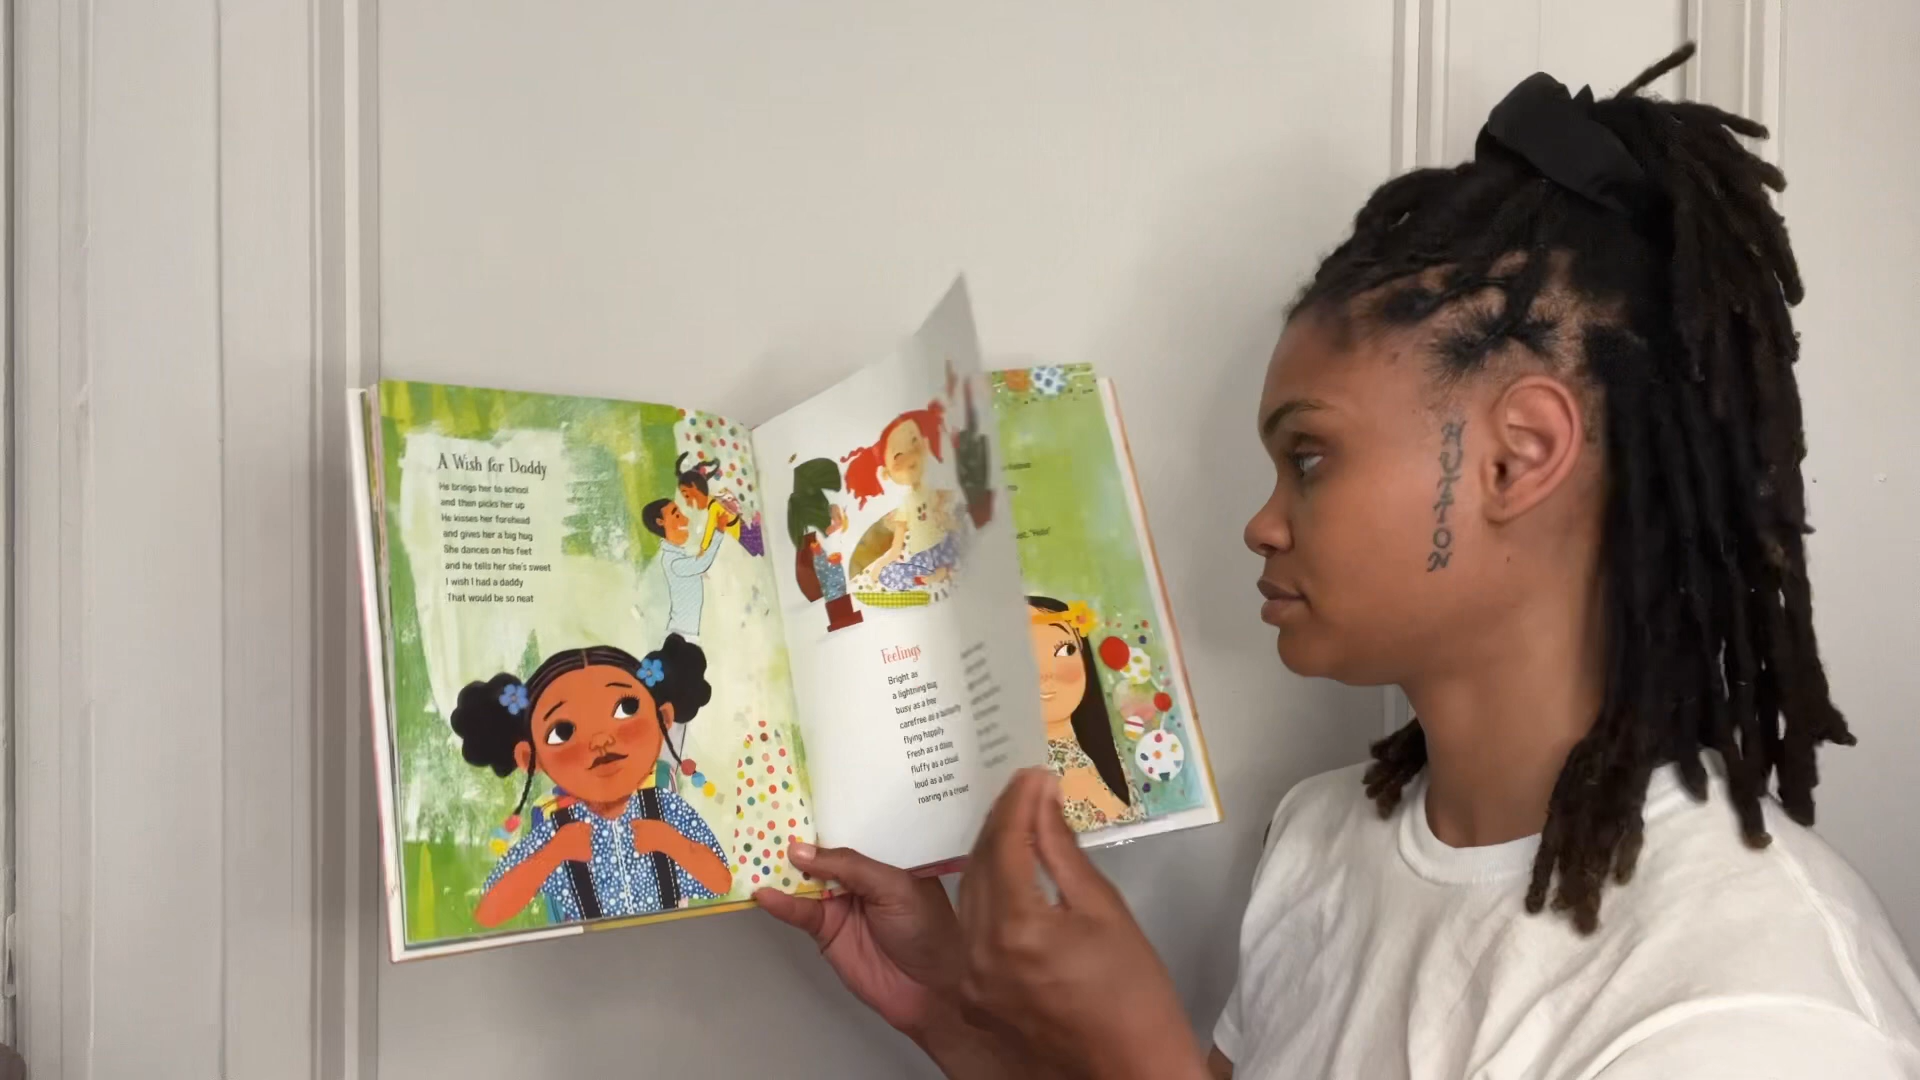 A Wish for Daddy
He brings her to school
and then picks her up
He kisses her forehead
and gives her a big hug
She dances on his feet
and he tells her she's sweet
I wish I had a daddy
That would be so neat
Feelings
Bright as
a lightning bug
busy as a bee
carefree as a butterfly
flying happily
Fresh as a daisy
fluffy as a cloud
loud as a lion
roaring in a crowd
"Hola"
HUTTON